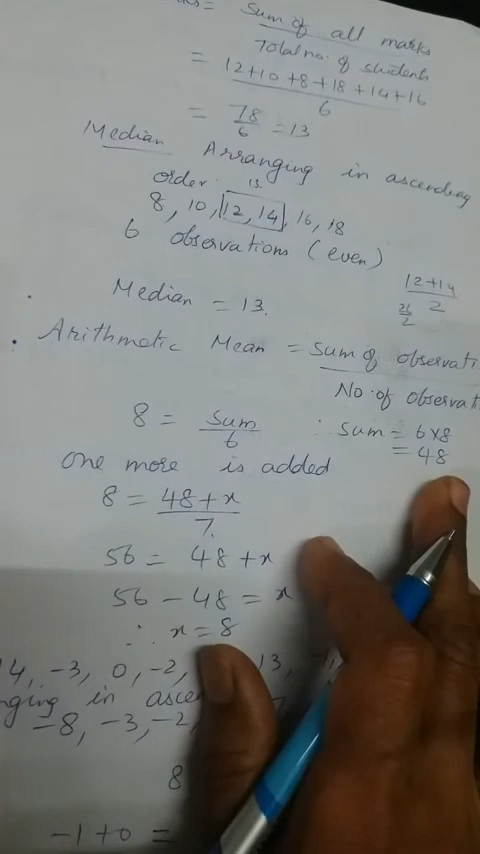 = Sum of all marks
Total no. of students
= 12+10+8+18+14+16
6
= 78
6 = 13
Median Arranging in ascending
order. 13.
8, 10, 12, 14, 16, 18
6 observations (even)
12+14
2
26
2
Median = 13.
. Arithmetic Mean = Sum of observati
No. of observat
8 = Sum
6
∴ Sum = 6×8
= 48
One more is added
8 = 48+x
7.
56 = 48+x
56 - 48 = x
∴ x = 8
14, -3, 0, -2, 13,
nging in asce
-8, -3, -2,
8
-1+0 =